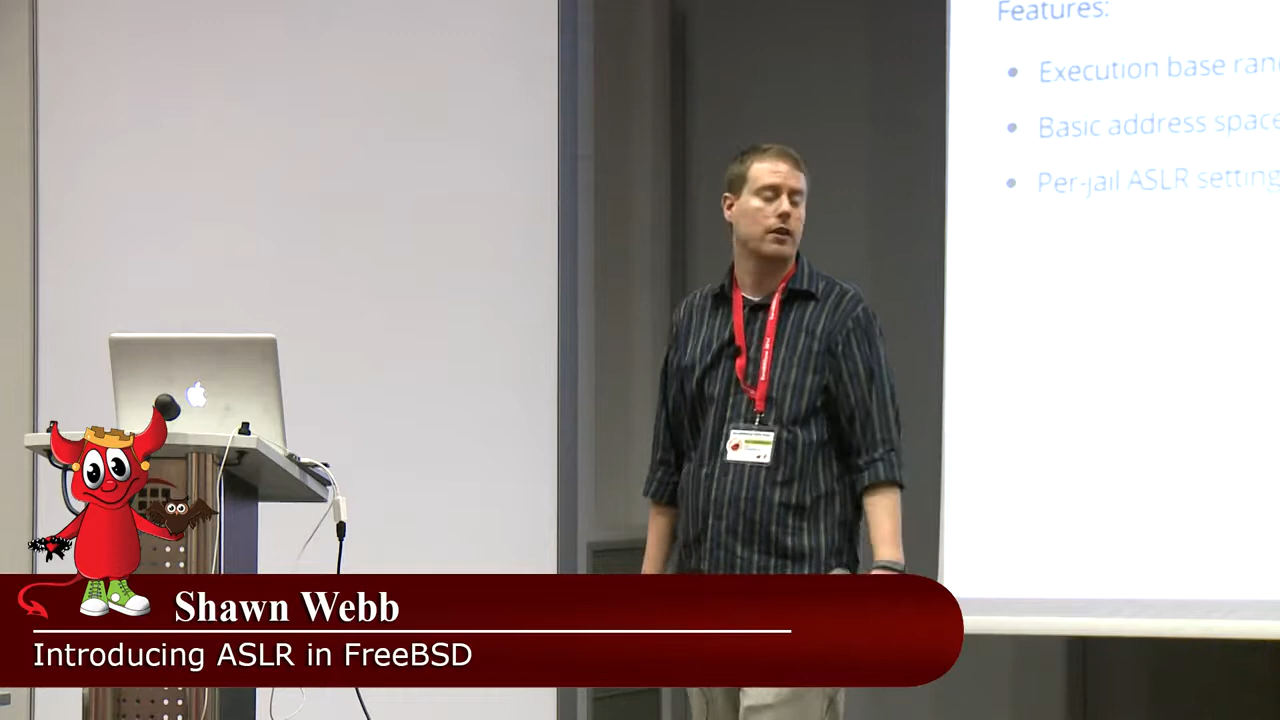 Features:
Execution base ran
Basic address space
Per-jail ASLR setting
Shawn Webb
Introducing ASLR in FreeBSD